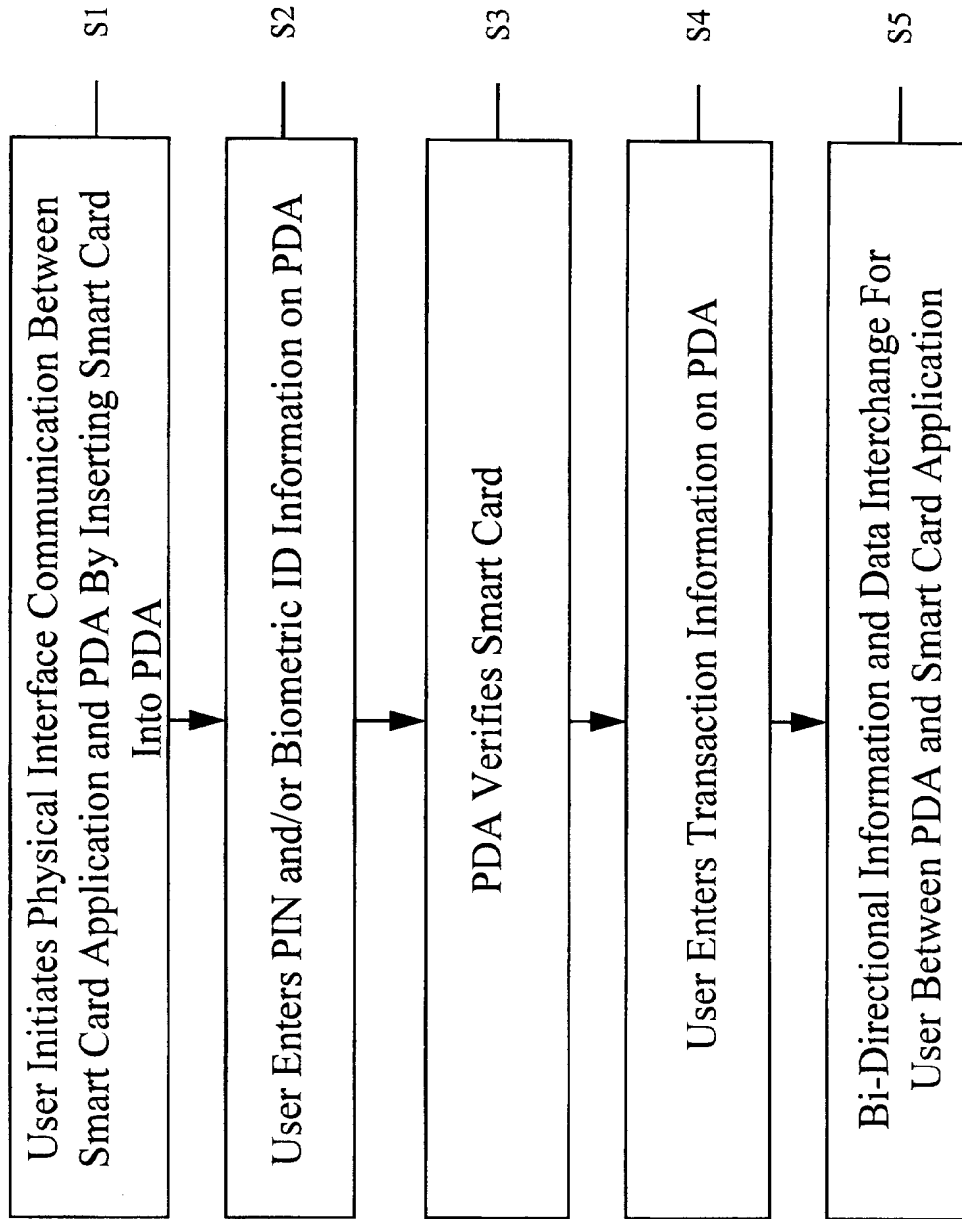 User Initiates Physical Interface Communication Between
Smart Card Application and PDA By Inserting Smart Card
Into PDA
S1
User Enters PIN and/or Biometric ID Information on PDA
S2
PDA Verifies Smart Card
S3
User Enters Transaction Information on PDA
S4
Bi-Directional Information and Data Interchange For
User Between PDA and Smart Card Application
S5